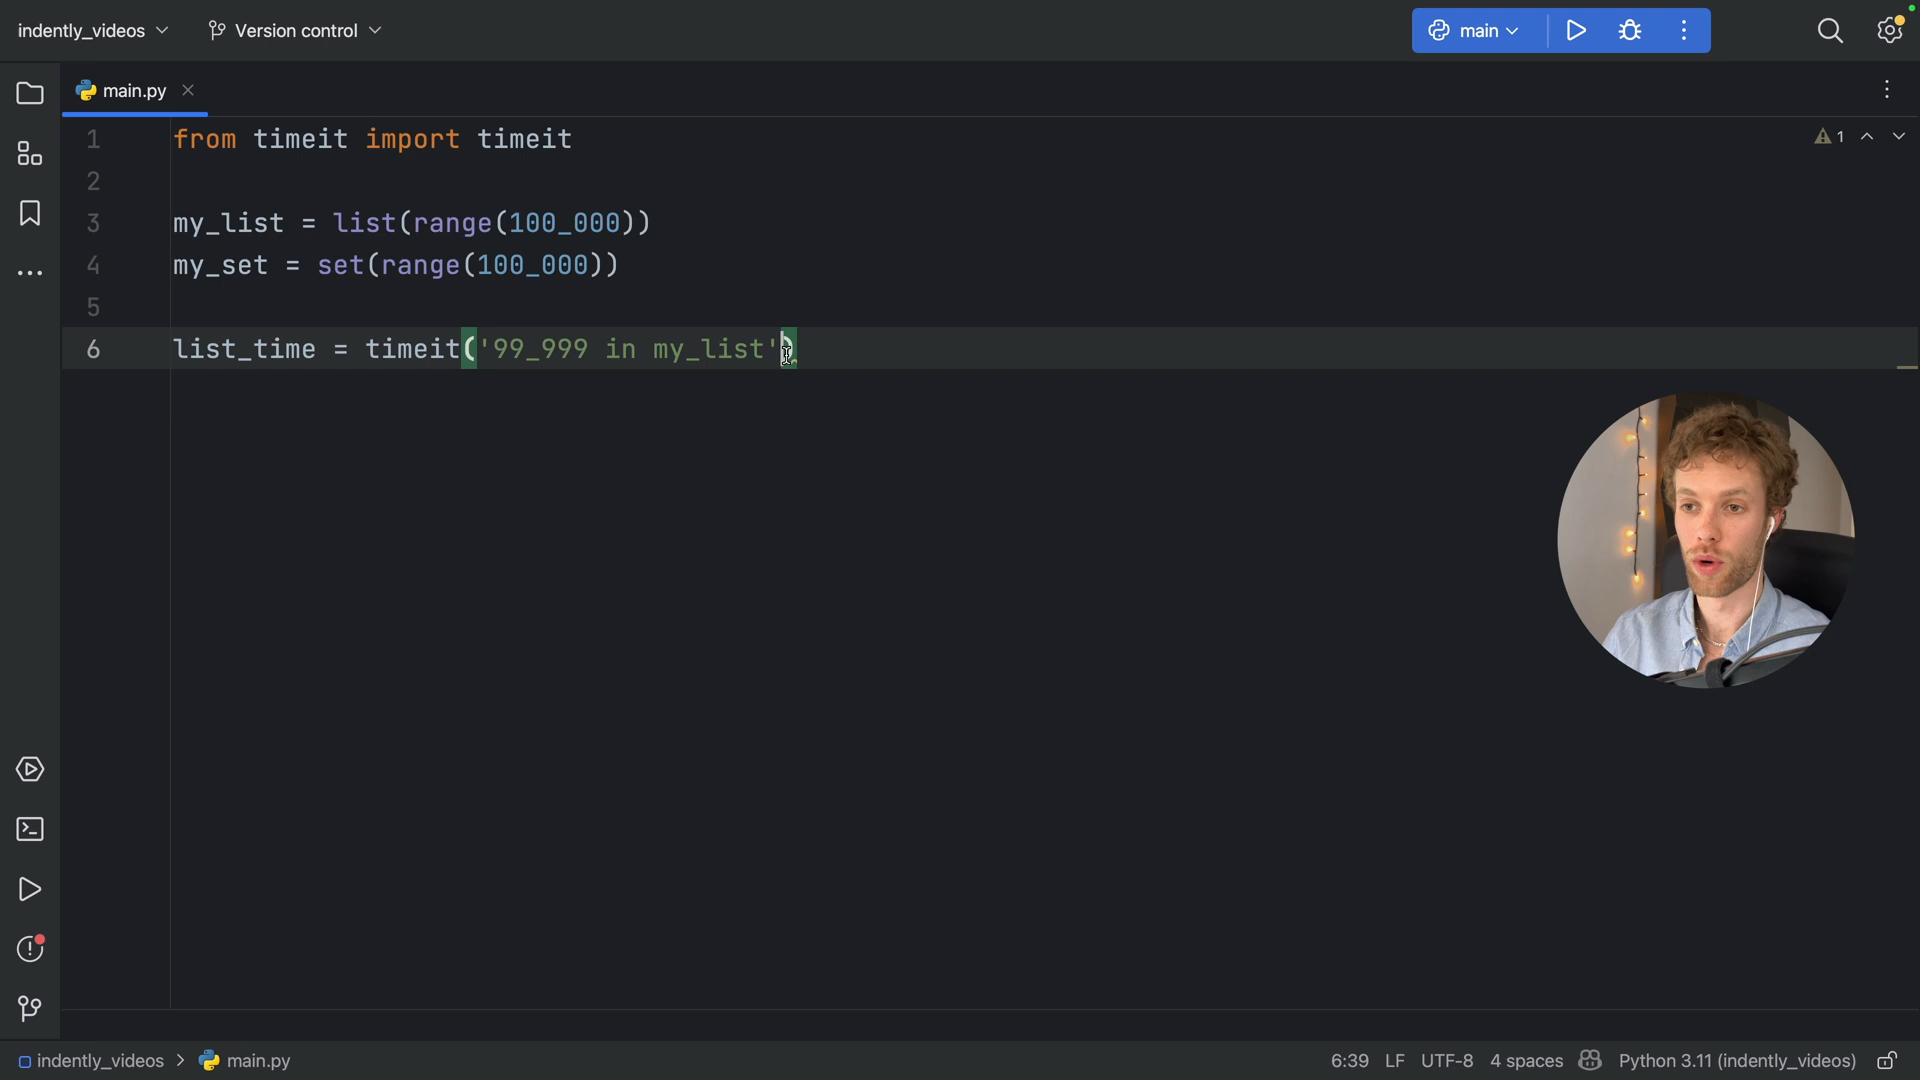 indently_videos Version control main
main.py
1 from timeit import timeit 1
2
3 my_list = list(range(100_000))
4 my_set = set(range(100_000))
5
6 list_time = timeit('99_999 in my_list')
indently_videos > main.py 6:39 LF UTF-8 4 spaces Python 3.11 (indently_videos)